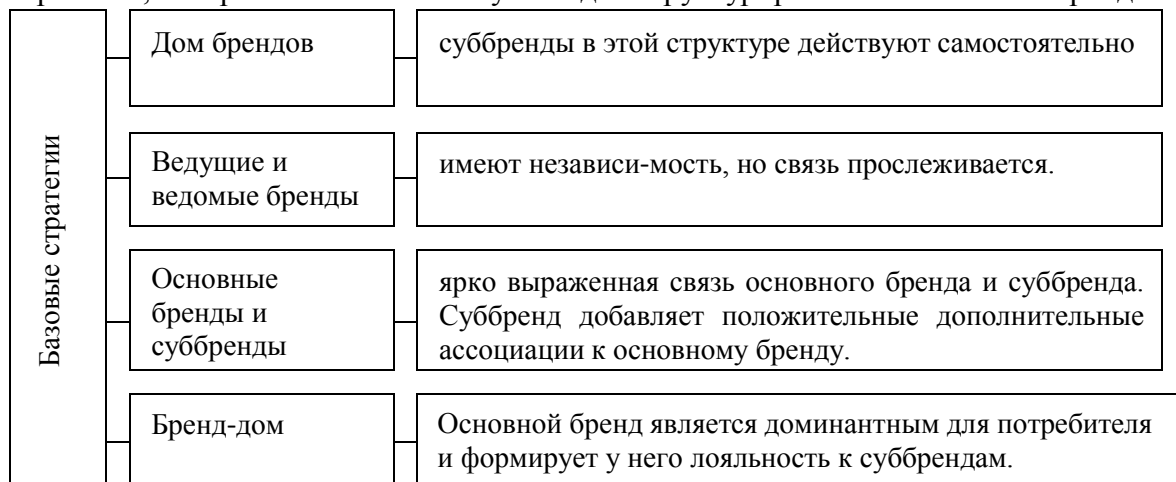 Базовые стратегии
Дом брендов
суббренды в этой структуре действуют самостоятельно
Ведущие и
ведомые бренды
имеют независи-мость, но связь прослеживается.
Основные
бренды и
суббренды
ярко выраженная связь основного бренда и суббренда.
Суббренд добавляет положительные дополнительные
ассоциации к основному бренду.
Бренд-дом
Основной бренд является доминантным для потребителя
и формирует у него лояльность к суббрендам.